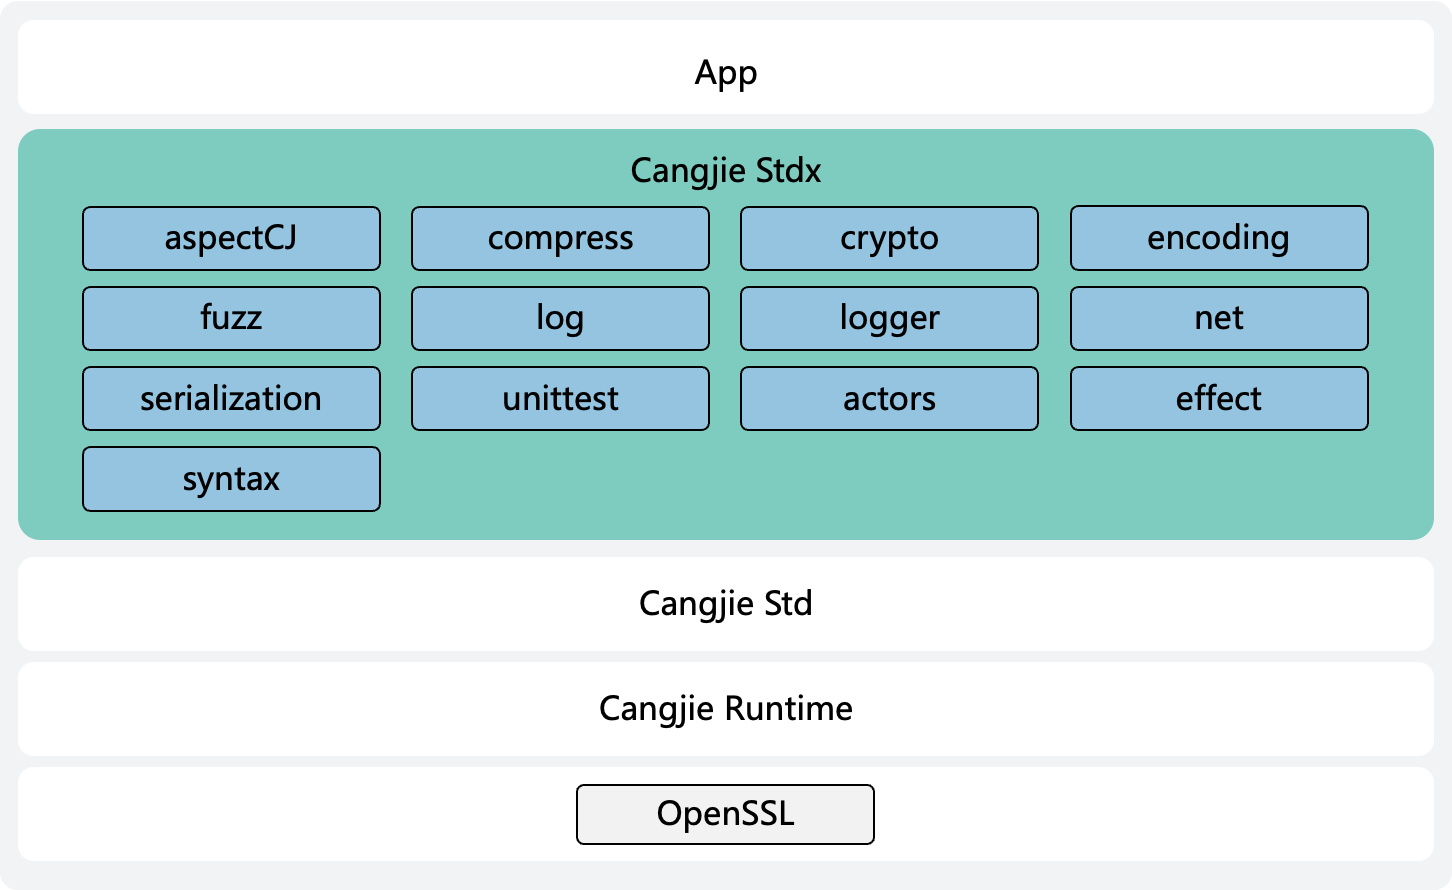 App
Cangjie Stdx
aspectCJ compress crypto encoding
fuzz log logger net
serialization unittest actors effect
syntax
Cangjie Std
Cangjie Runtime
OpenSSL